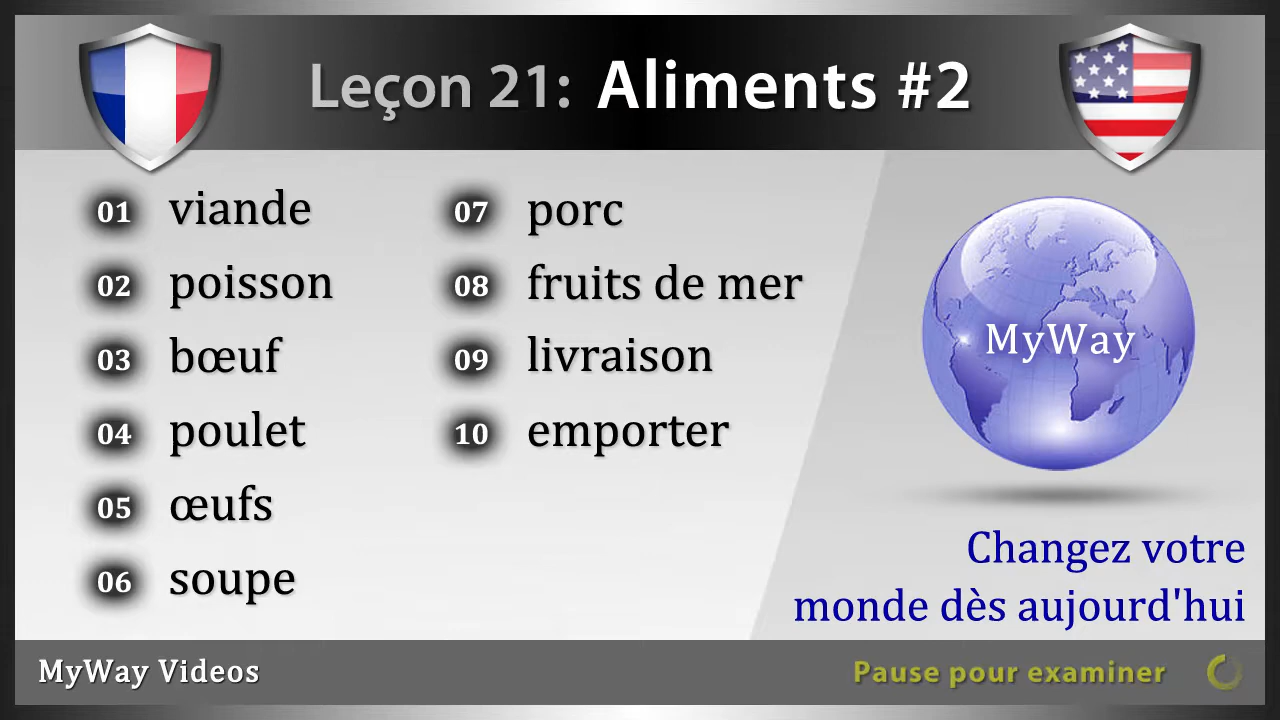 Leçon 21: Aliments #2
01 viande
02 poisson
03 bœuf
04 poulet
05 œufs
06 soupe
07 porc
08 fruits de mer
09 livraison
10 emporter
MyWay
Changez votre
monde dès aujourd'hui
MyWay Videos
Pause pour examiner